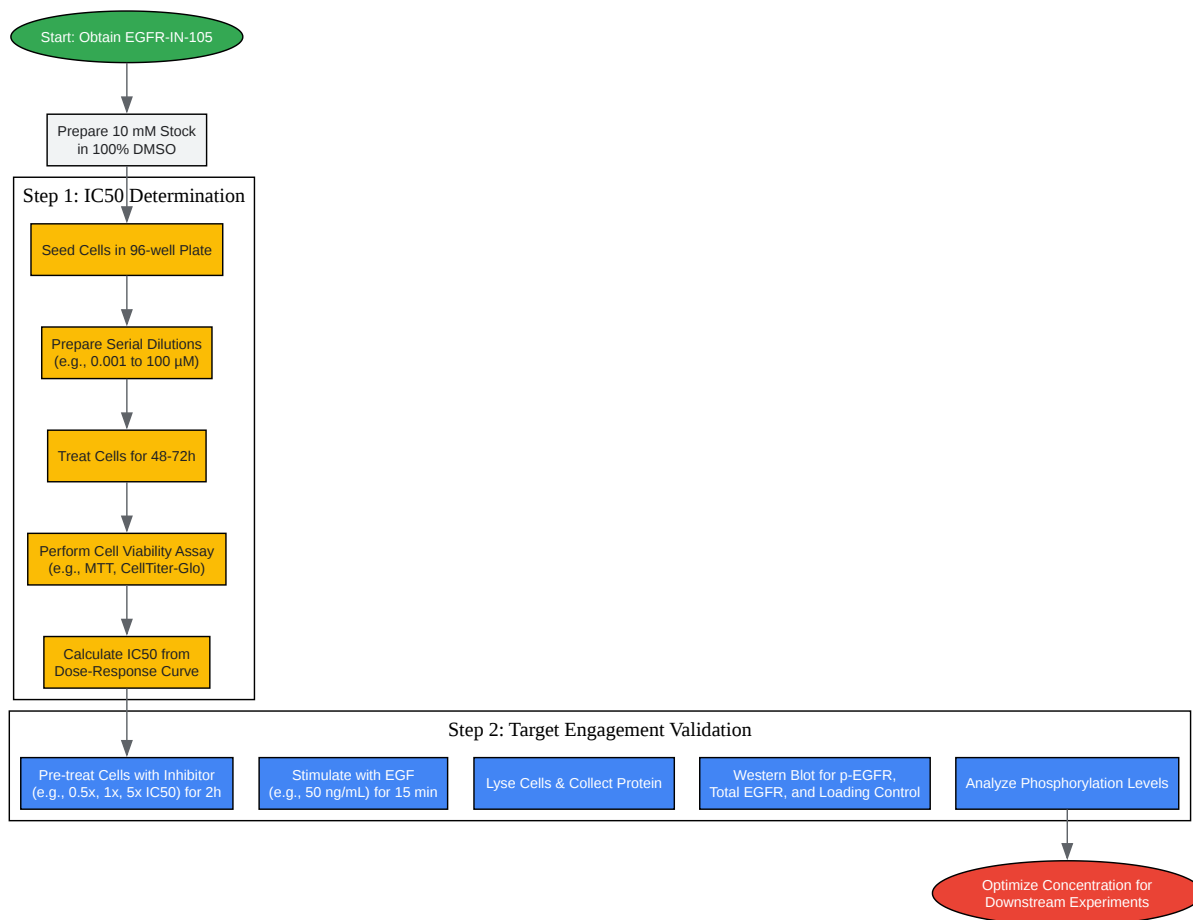 Start: Obtain EGFR-IN-105
Prepare 10 mM Stock
in 100% DMSO
Step 1: IC50 Determination
Seed Cells in 96-well Plate
Prepare Serial Dilutions
(e.g., 0.001 to 100 µM)
Treat Cells for 48-72h
Perform Cell Viability Assay
(e.g., MTT, CellTiter-Glo)
Calculate IC50 from
Dose-Response Curve
Step 2: Target Engagement Validation
Pre-treat Cells with Inhibitor
(e.g., 0.5x, 1x, 5x IC50) for 2h
Stimulate with EGF
(e.g., 50 ng/mL) for 15 min
Lyse Cells & Collect Protein
Western Blot for p-EGFR,
Total EGFR, and Loading Control
Analyze Phosphorylation Levels
Optimize Concentration for
Downstream Experiments